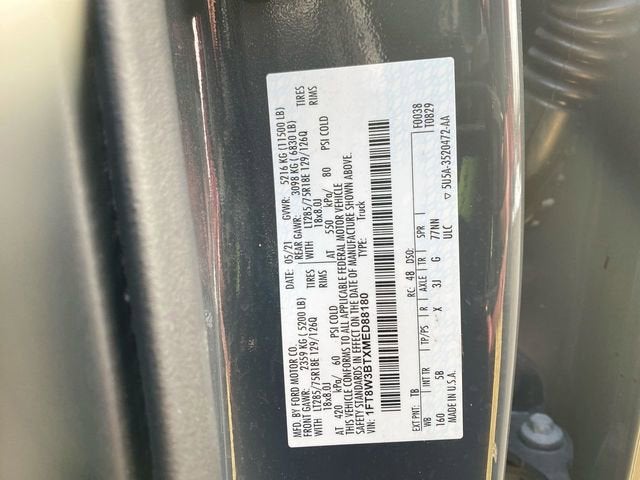 MFD. BY FORD MOTOR CO.
DATE: 05/21 GVWR: 5216 KG (11500 LB)
FRONT GAWR: 2359 KG (5200 LB) REAR GAWR: 3098 KG (6830 LB)
WITH LT285/75R18E 129/126Q TIRES WITH LT285/75R18E 129/126Q TIRES
18x8.0J RIMS 18x8.0J RIMS
AT 420 kPa/ 60 PSI COLD AT 550 kPa/ 80 PSI COLD
THIS VEHICLE CONFORMS TO ALL APPLICABLE FEDERAL MOTOR VEHICLE
SAFETY STANDARDS IN EFFECT ON THE DATE OF MANUFACTURE SHOWN ABOVE.
VIN: 1FT8W3BTXMED88180 TYPE: Truck
F0038
T0829
EXT PNT: TB RC: 48 DSO:
WB INT TR TP/PS R AXLE TR SPR
160 5B X 3J G 77NN
MADE IN U.S.A. ULC ▽ 5U5A-3520472-AA